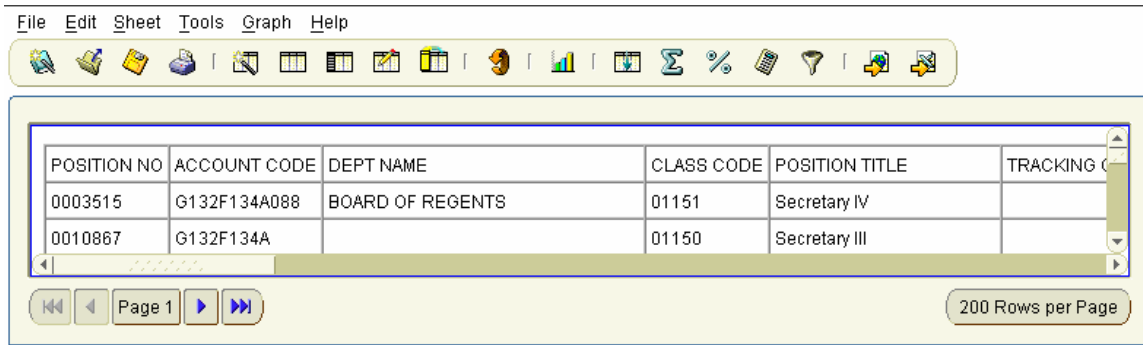 File Edit Sheet Tools Graph Help
POSITION NO ACCOUNT CODE DEPT NAME CLASS CODE POSITION TITLE TRACKING
0003515 G132F134A088 BOARD OF REGENTS 01151 Secretary IV
0010867 G132F134A 01150 Secretary III
Page 1 200 Rows per Page